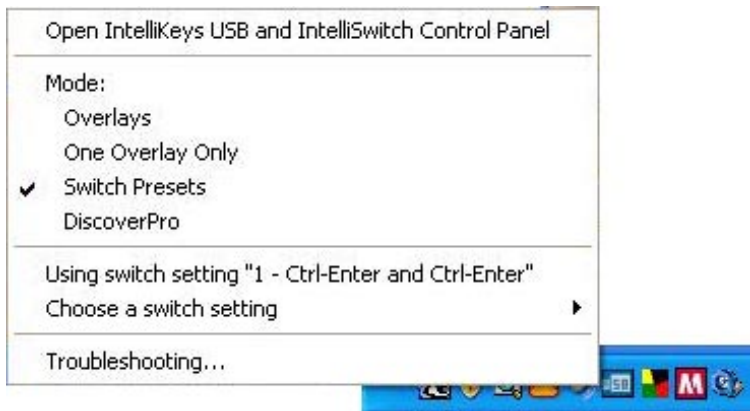 Open IntelliKeys USB and IntelliSwitch Control Panel
Mode:
Overlays
One Overlay Only
Switch Presets
DiscoverPro
Using switch setting "1 - Ctrl-Enter and Ctrl-Enter"
Choose a switch setting
Troubleshooting...
M